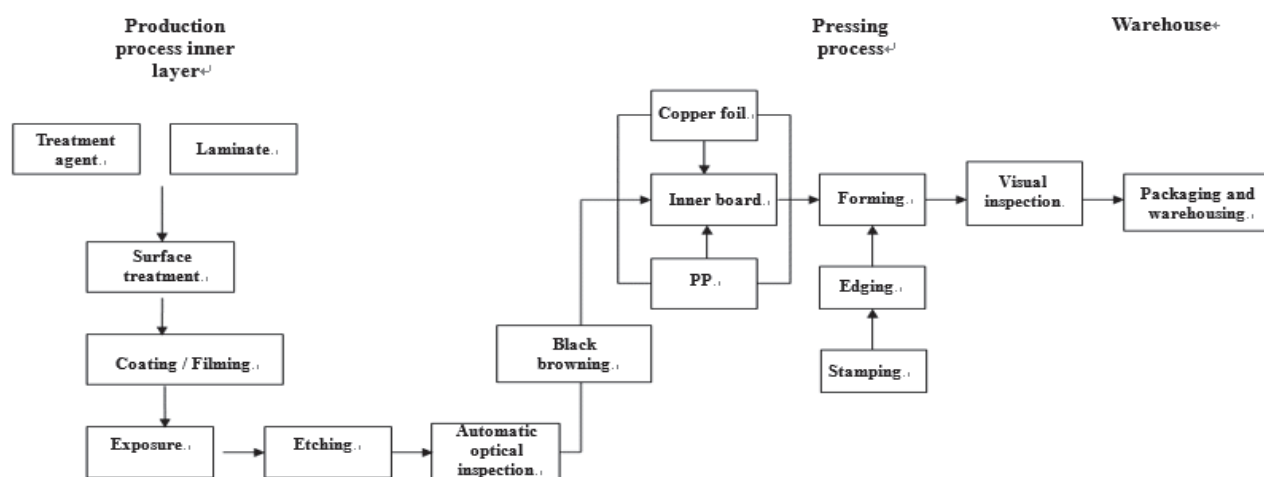 Production
process inner
layer↵
Pressing
process↵
Warehouse↵
Treatment
agent.
Laminate.
Surface
treatment.
Coating / Filming.
Exposure.
Etching.
Automatic
optical
inspection.
Black
browning.
Copper foil.
Inner board.
PP.
Forming.
Edging.
Stamping.
Visual
inspection.
Packaging and
warehousing.